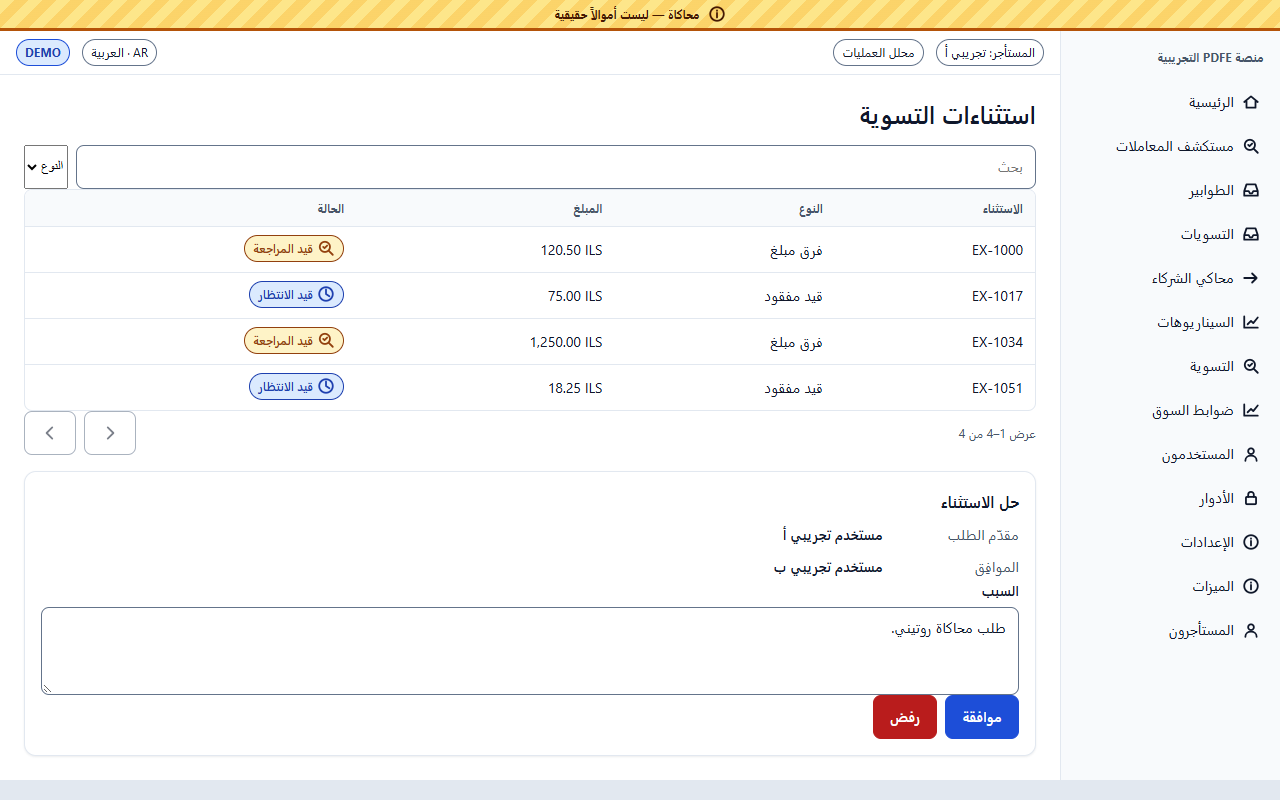 محاكاة — ليست أموالاً حقيقية
منصة PDFE التجريبية
الرئيسية
مستكشف المعاملات
الطوابير
التسويات
محاكي الشركاء
السيناريوهات
التسوية
ضوابط السوق
المستخدمون
الأدوار
الإعدادات
الميزات
المستأجرون
المستأجر: تجريبي أ
محلل العمليات
AR · العربية
DEMO
استثناءات التسوية
بحث
النوع
الاستثناء النوع المبلغ الحالة
EX-1000 فرق مبلغ 120.50 ILS قيد المراجعة
EX-1017 قيد مفقود 75.00 ILS قيد الانتظار
EX-1034 فرق مبلغ 1,250.00 ILS قيد المراجعة
EX-1051 قيد مفقود 18.25 ILS قيد الانتظار
عرض 1–4 من 4
حل الاستثناء
مقدّم الطلب مستخدم تجريبي أ
الموافِق مستخدم تجريبي ب
السبب
طلب محاكاة روتيني.
موافقة
رفض